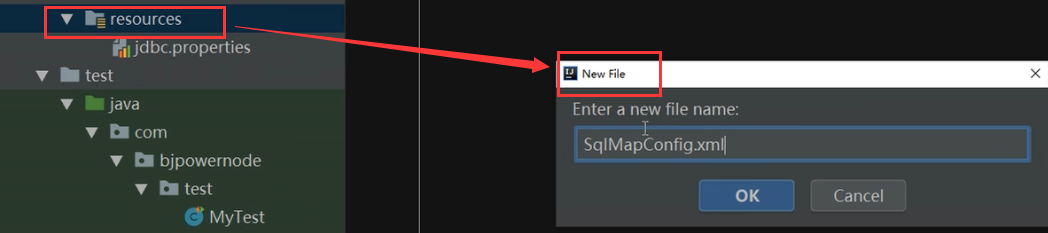 resources
jdbc.properties
test
java
com
bjpowernode
test
MyTest
New File
Enter a new file name:
SqlMapConfig.xml
OK
Cancel